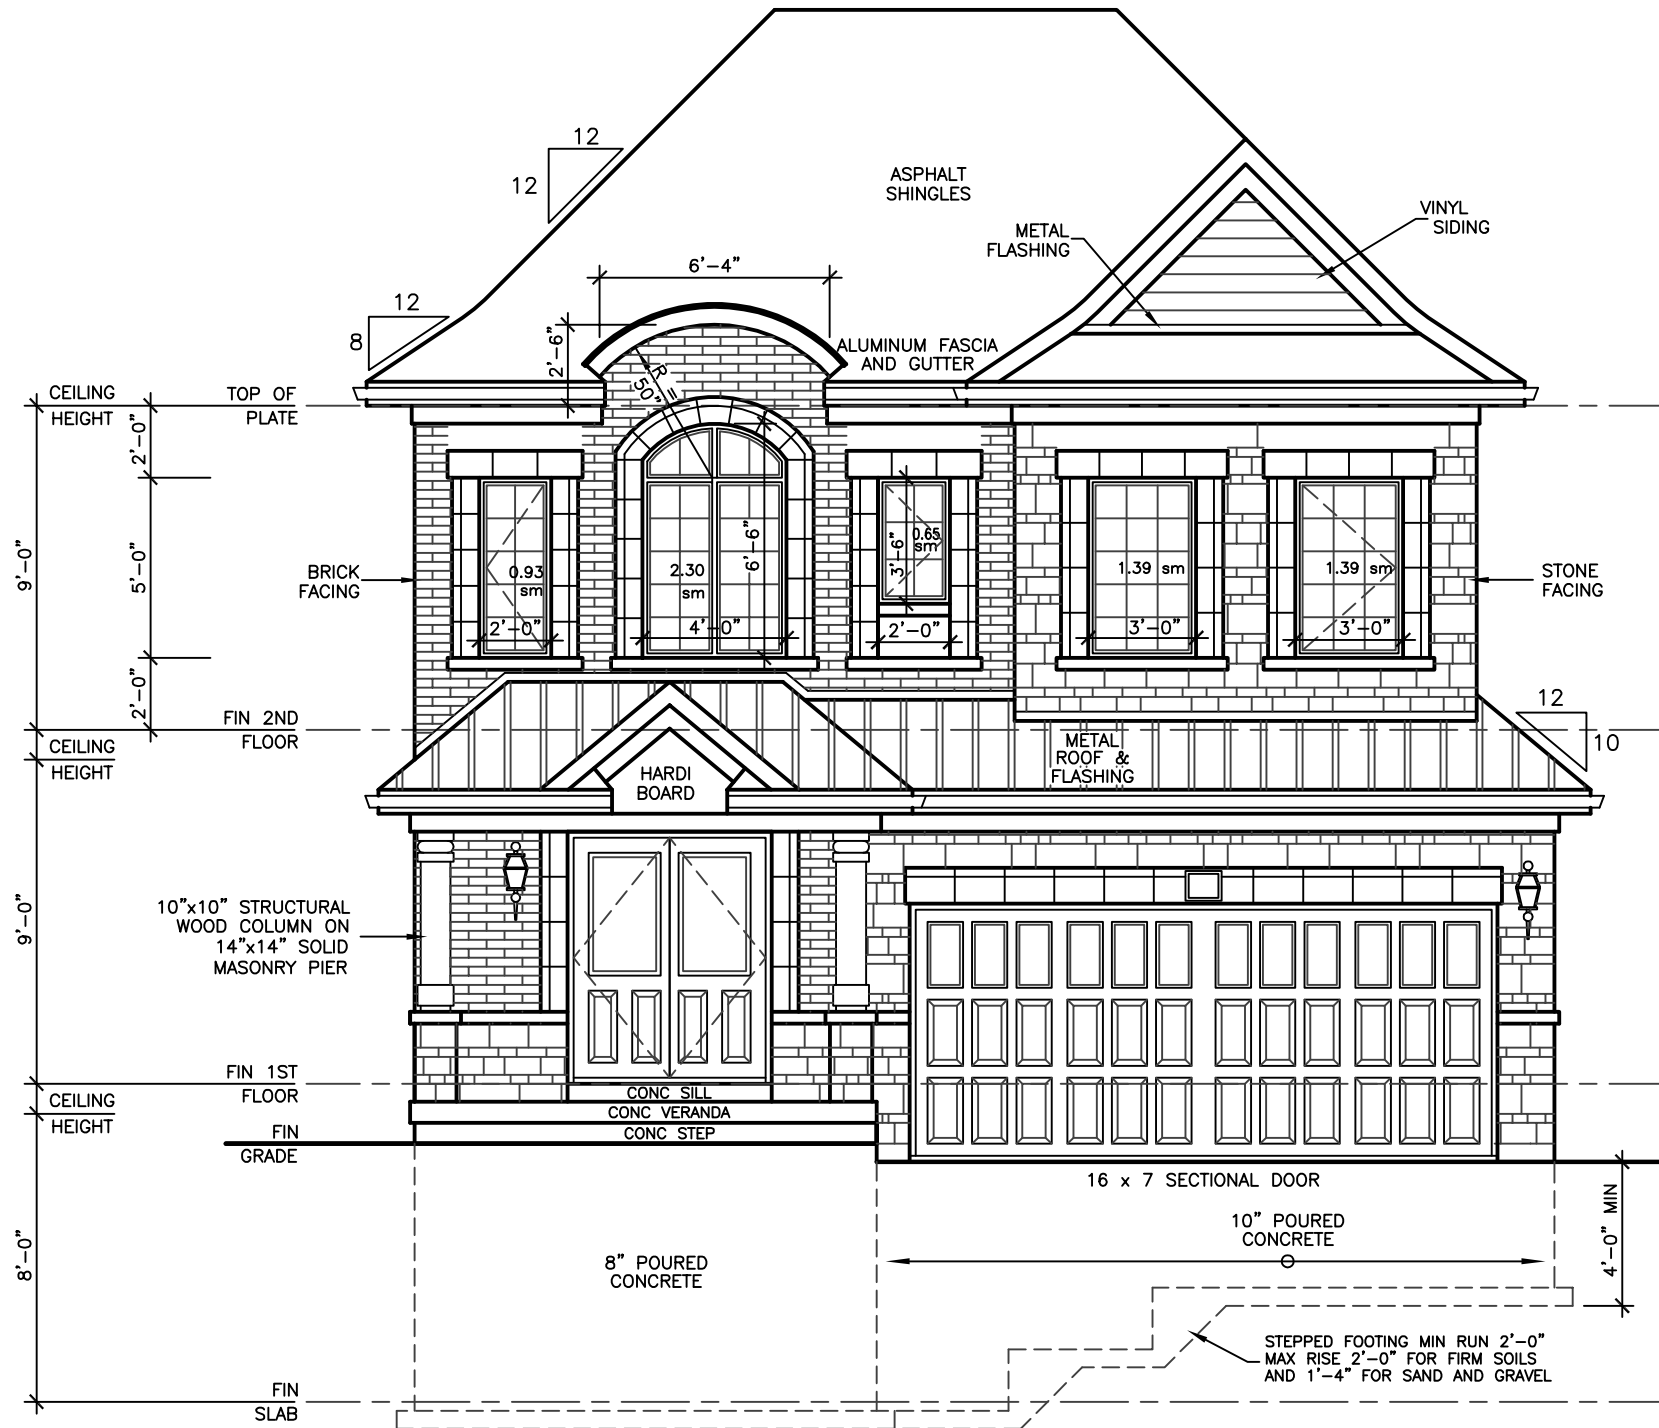 12
12
ASPHALT
SHINGLES
VINYL
SIDING
METAL
FLASHING
6'-4"
12
8
2'-6"
R =
50"
ALUMINUM FASCIA
AND GUTTER
CEILING
HEIGHT
TOP OF
PLATE
2'-0"
9'-0"
5'-0"
2'-0"
BRICK
FACING
0.93
sm
2'-0"
2.30
sm
4'-0"
6'-6"
3'-6"
0.65
sm
2'-0"
1.39 sm
3'-0"
1.39 sm
3'-0"
STONE
FACING
FIN 2ND
FLOOR
CEILING
HEIGHT
12
10
METAL
ROOF &
FLASHING
HARDI
BOARD
9'-0"
10"x10" STRUCTURAL
WOOD COLUMN ON
14"x14" SOLID
MASONRY PIER
FIN 1ST
FLOOR
CEILING
HEIGHT
CONC SILL
CONC VERANDA
CONC STEP
FIN
GRADE
16 x 7 SECTIONAL DOOR
8'-0"
8" POURED
CONCRETE
10" POURED
CONCRETE
4'-0" MIN
STEPPED FOOTING MIN RUN 2'-0"
MAX RISE 2'-0" FOR FIRM SOILS
AND 1'-4" FOR SAND AND GRAVEL
FIN
SLAB